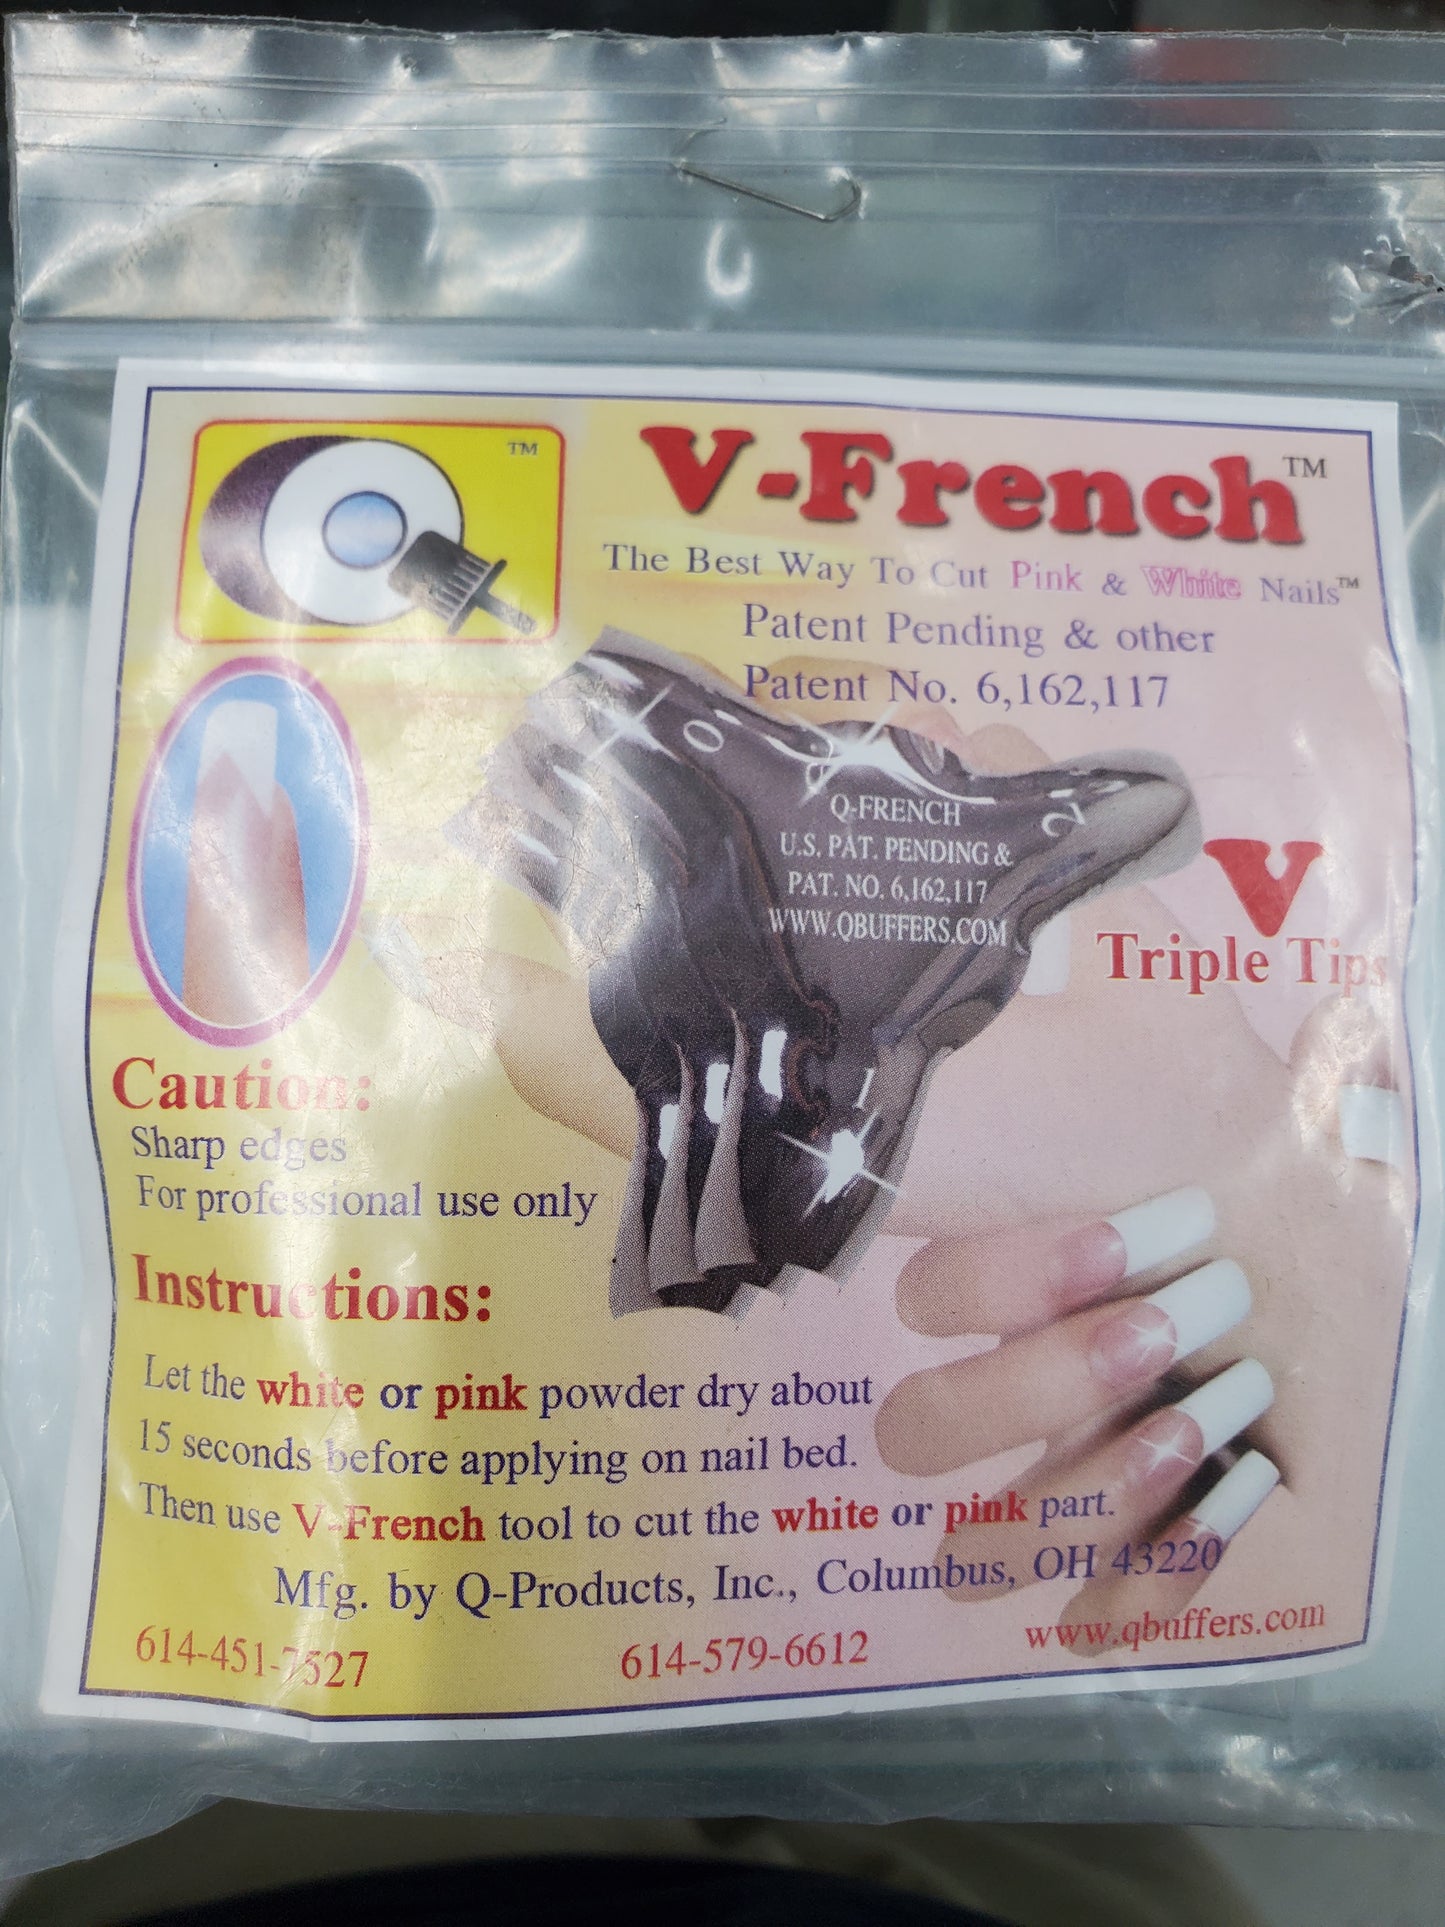 TM
V-French™
The Best Way To Cut Pink & White Nails™
Patent Pending & other
Patent No. 6,162,117
0
2
Q-FRENCH
U.S. PAT. PENDING &
PAT. NO. 6,162,117
WWW.QBUFFERS.COM
1
V
Triple Tips
Caution:
Sharp edges
For professional use only
Instructions:
Let the white or pink powder dry about
15 seconds before applying on nail bed.
Then use V-French tool to cut the white or pink part.
Mfg. by Q-Products, Inc., Columbus, OH 43220
614-451-7527 614-579-6612 www.qbuffers.com